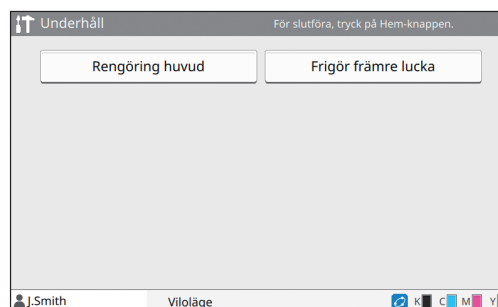 Underhåll
För slutföra, tryck på Hem-knappen.
Rengöring huvud
Frigör främre lucka
J.Smith
Viloläge
K C M Y